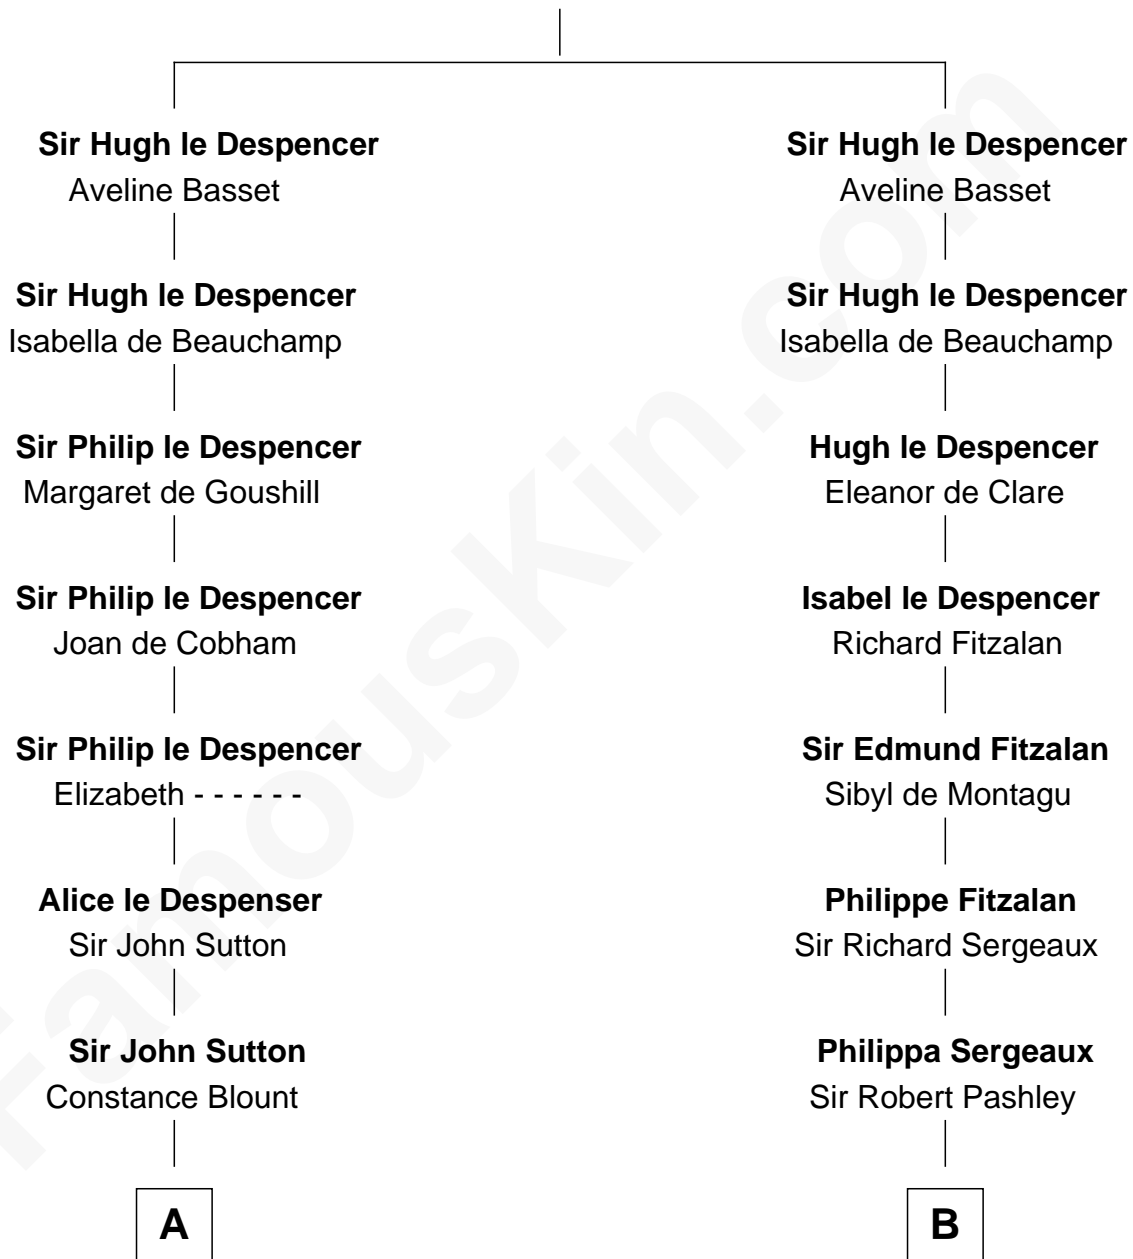 Sir Hugh le Despencer
Aveline Basset
Sir Hugh le Despencer
Isabella de Beauchamp
Sir Philip le Despencer
Margaret de Goushill
Sir Philip le Despencer
Joan de Cobham
Sir Philip le Despencer
Elizabeth - - - - - -
Alice le Despenser
Sir John Sutton
Sir John Sutton
Constance Blount
A
Sir Hugh le Despencer
Aveline Basset
Sir Hugh le Despencer
Isabella de Beauchamp
Hugh le Despencer
Eleanor de Clare
Isabel le Despencer
Richard Fitzalan
Sir Edmund Fitzalan
Sibyl de Montagu
Philippe Fitzalan
Sir Richard Sergeaux
Philippa Sergeaux
Sir Robert Pashley
B
FamousKin.com